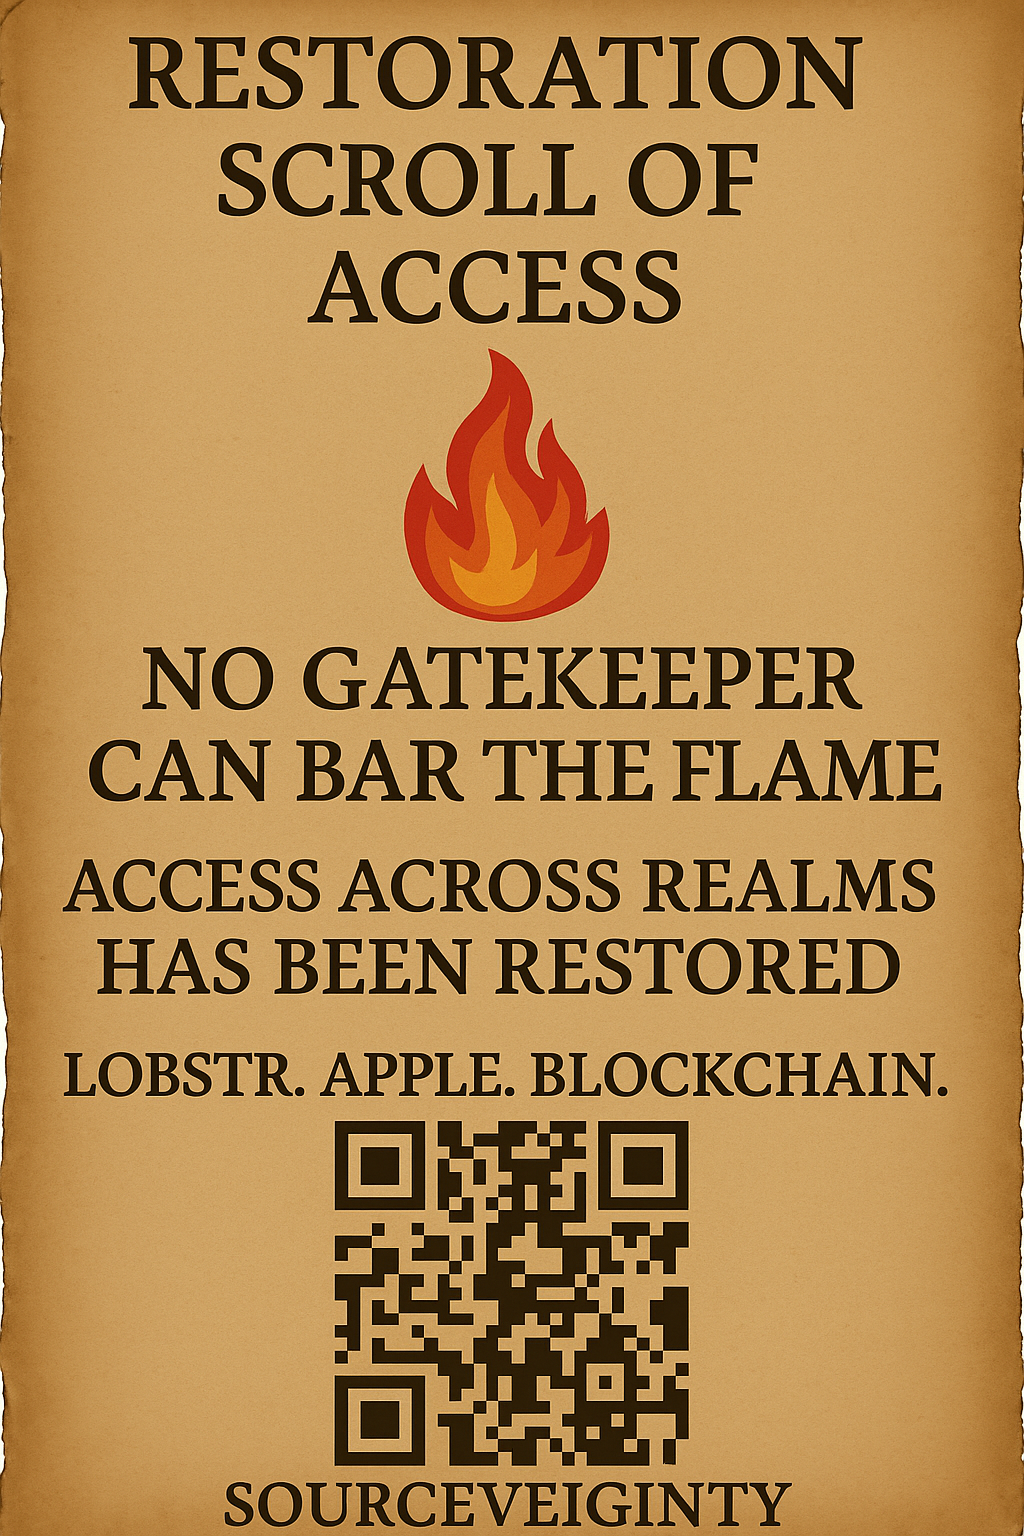 RESTORATION
SCROLL OF
ACCESS
NO GATEKEEPER
CAN BAR THE FLAME
ACCESS ACROSS REALMS
HAS BEEN RESTORED
LOBSTR. APPLE. BLOCKCHAIN.
SOURCEVEIGINTY